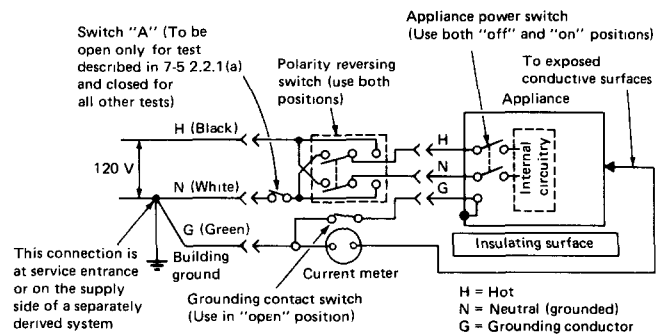 Switch "A" (To be
open only for test
described in 7-5 2.2.1(a)
and closed for
all other tests)
Polarity reversing
switch (use both
positions)
Appliance power switch
(Use both "off" and "on" positions)
To exposed
conductive surfaces
Appliance
H (Black)
120 V
N (White)
G (Green)
Building
ground
H
N
G
Internal
circuitry
Insulating surface
This connection is
at service entrance
or on the supply
side of a separately
derived system
Current meter
Grounding contact switch
(Use in "open" position)
H = Hot
N = Neutral (grounded)
G = Grounding conductor